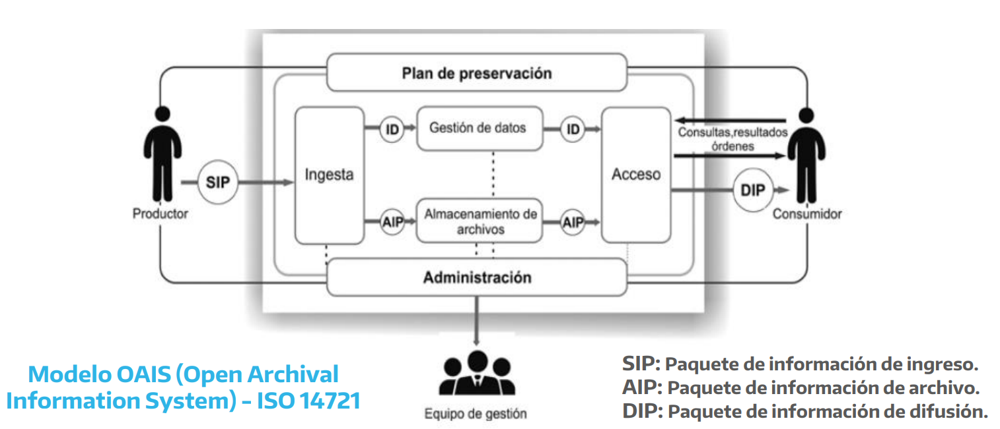 Plan de preservación
ID
Gestión de datos
ID
Consultas,resultados
órdenes
Ingesta
Acceso
SIP
DIP
Productor
Consumidor
AIP
Almacenamiento de
archivos
AIP
Administración
Equipo de gestión
Modelo OAIS (Open Archival
Information System) - ISO 14721
SIP: Paquete de información de ingreso.
AIP: Paquete de información de archivo.
DIP: Paquete de información de difusión.